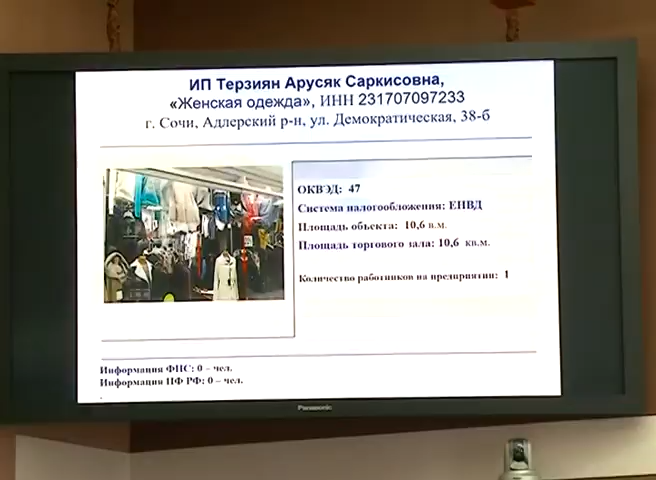 ИП Терзиян Арусяк Саркисовна,
«Женская одежда», ИНН 231707097233
г. Сочи, Адлерский р-н, ул. Демократическая, 38-б
ОКВЭД: 47
Система налогообложения: ЕНВД
Площадь объекта: 10,6 в.м.
Площадь торгового зала: 10,6 кв.м.
Количество работников на предприятии: 1
Информация ФНС: 0 – чел.
Информация ПФ РФ: 0 – чел.
Panasonic